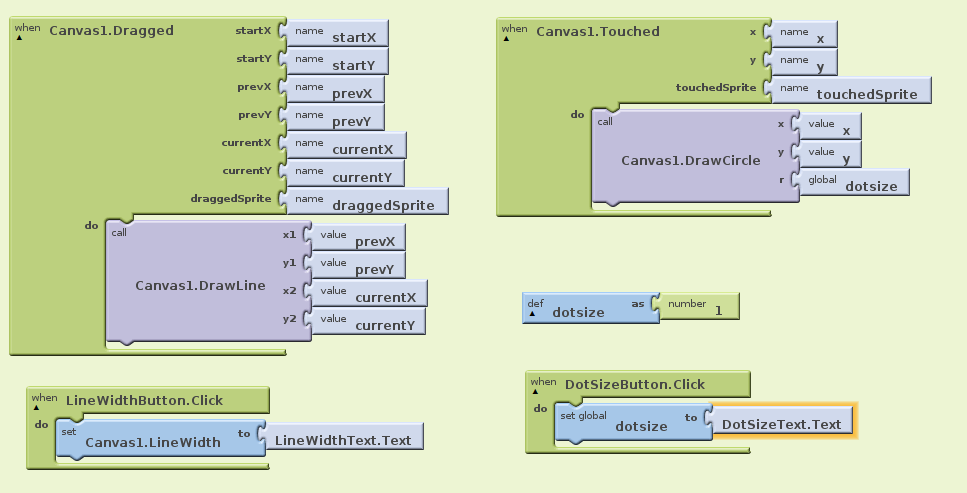 when Canvas1.Dragged startX name startX
startY name startY
prevX name prevX
prevY name prevY
currentX name currentX
currentY name currentY
draggedSprite name draggedSprite
do call Canvas1.DrawLine x1 value prevX
y1 value prevY
x2 value currentX
y2 value currentY
when Canvas1.Touched x name x
y name y
touchedSprite name touchedSprite
do call Canvas1.DrawCircle x value x
y value y
r global dotsize
def dotsize as number 1
when LineWidthButton.Click
do set Canvas1.LineWidth to LineWidthText.Text
when DotSizeButton.Click
do set global dotsize to DotSizeText.Text